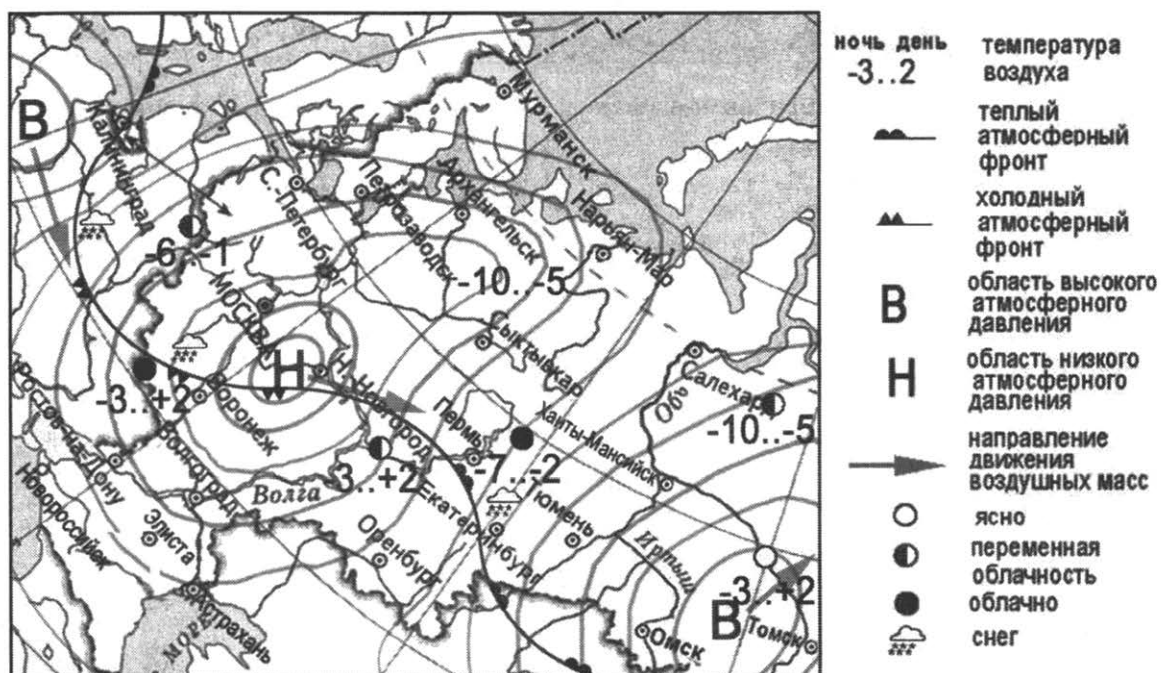 В
Калининград
С.-Петербург
Петрозаводск
Мурманск
Архангельск
Нарьян-Мар
-6..-1
-10..-5
МОСКВА
Сыктывкар
Салехард
Обь
-10..-5
Н
Н. Новгород
-3..+2
Воронеж
Пермь
Ханты-Мансийск
-7..-2
Ростов-на-Дону
Волгоград
Волга
-3..+2
Екатеринбург
Тюмень
Новороссийск
Элиста
Оренбург
Иртыш
-3..+2
В
Томск
Омск
Астрахань
МОРЕ
ночь день
-3..2
температура
воздуха
теплый
атмосферный
фронт
холодный
атмосферный
фронт
В
область высокого
атмосферного
давления
Н
область низкого
атмосферного
давления
направление
движения
воздушных масс
ясно
переменная
облачность
облачно
снег